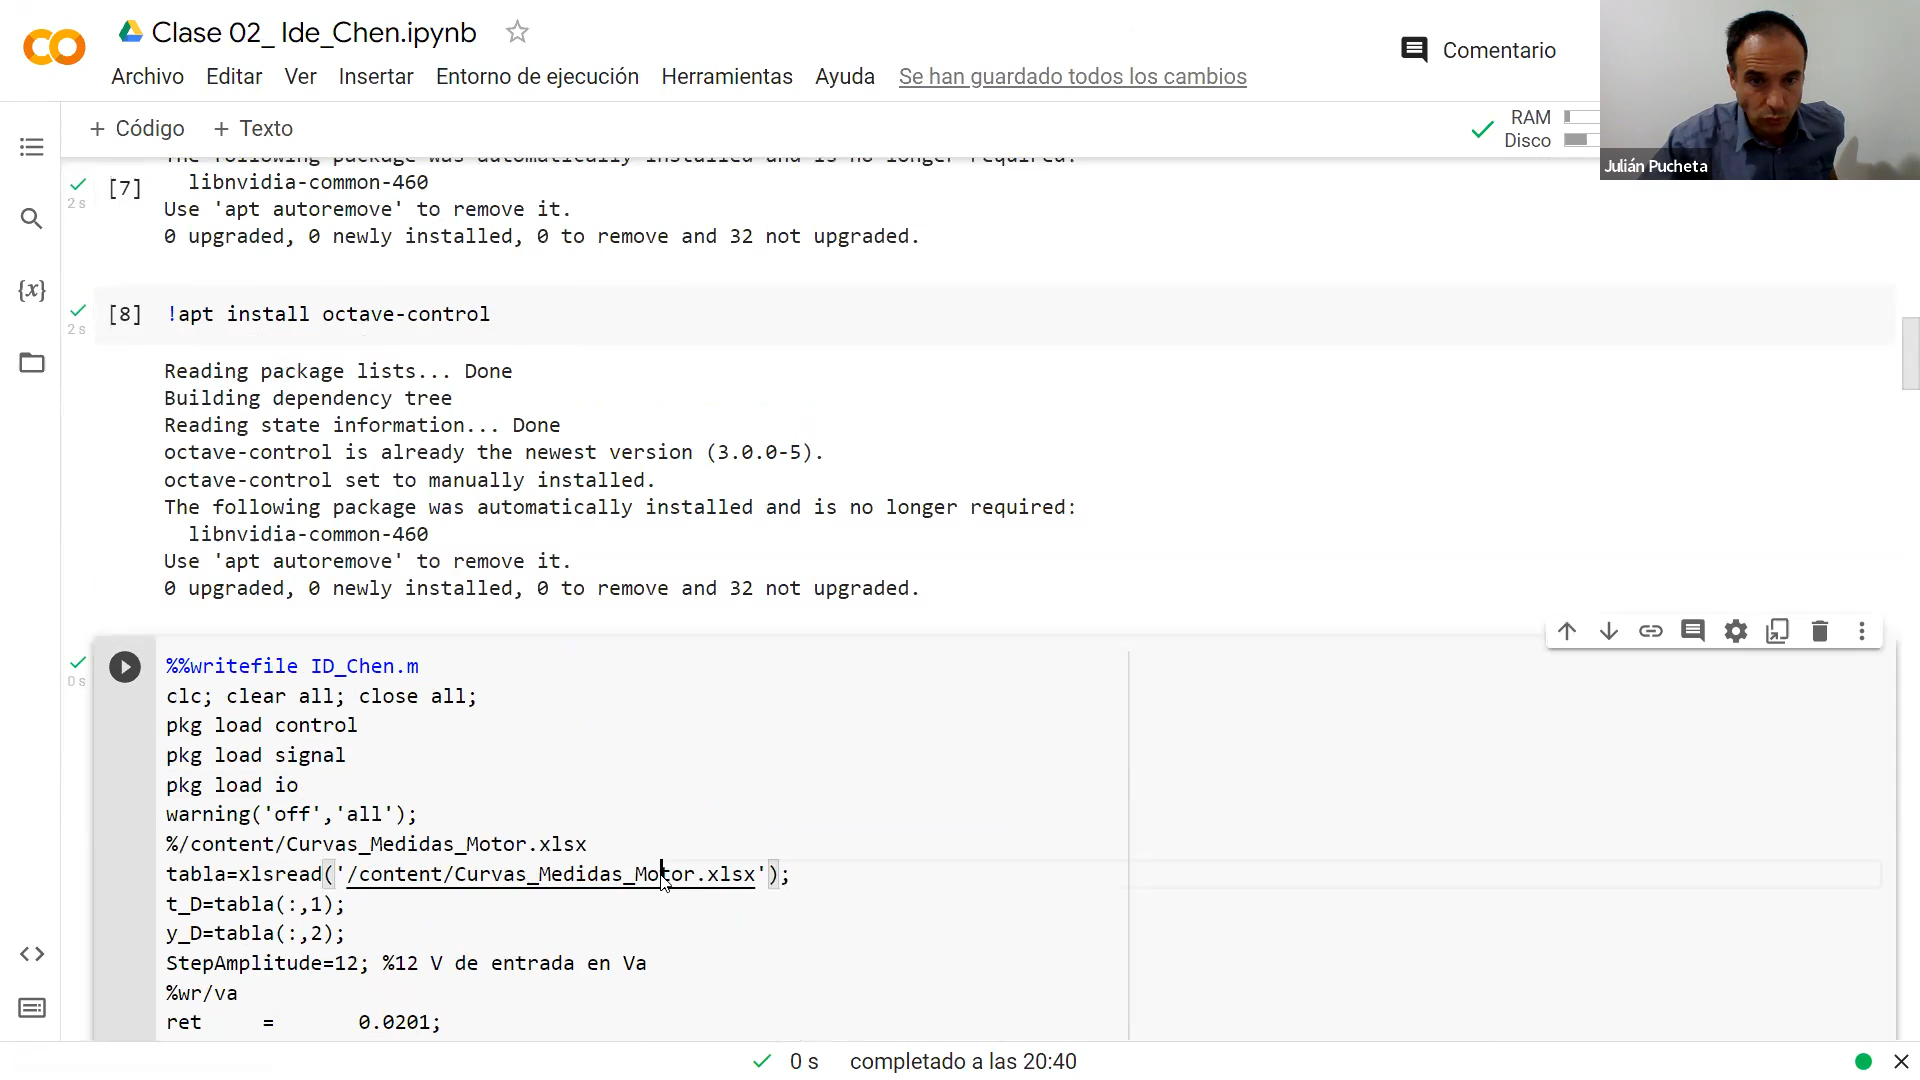 Clase 02_ Ide_Chen.ipynb
Comentario
Archivo Editar Ver Insertar Entorno de ejecución Herramientas Ayuda Se han guardado todos los cambios
+ Código + Texto
RAM
Disco
Julián Pucheta
The following package was automatically installed and is no longer required:
[7]
2 s
libnvidia-common-460
Use 'apt autoremove' to remove it.
0 upgraded, 0 newly installed, 0 to remove and 32 not upgraded.
[8] !apt install octave-control
2 s
Reading package lists... Done
Building dependency tree
Reading state information... Done
octave-control is already the newest version (3.0.0-5).
octave-control set to manually installed.
The following package was automatically installed and is no longer required:
libnvidia-common-460
Use 'apt autoremove' to remove it.
0 upgraded, 0 newly installed, 0 to remove and 32 not upgraded.
0 s
%%writefile ID_Chen.m
clc; clear all; close all;
pkg load control
pkg load signal
pkg load io
warning('off','all');
%/content/Curvas_Medidas_Motor.xlsx
tabla=xlsread('/content/Curvas_Medidas_Motor.xlsx');
t_D=tabla(:,1);
y_D=tabla(:,2);
StepAmplitude=12; %12 V de entrada en Va
%wr/va
ret = 0.0201;
0 s completado a las 20:40